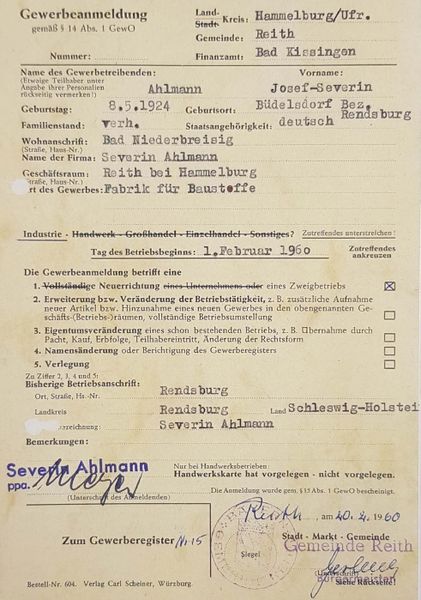 Gewerbeanmeldung
gemäß § 14 Abs. 1 GewO
Nummer:
Land-
Stadt- Kreis: Hammelburg/Ufr.
Gemeinde: Reith
Finanzamt: Bad Kissingen
Name des Gewerbetreibenden: Vorname:
(Etwaige Teilhaber unter
Angabe ihrer Personalien
rückseitig vermerken!) Ahlmann Josef-Severin
Geburtstag: 8.5.1924 Geburtsort: Büdelsdorf Bez. Rendsburg
Familienstand: verh. Staatsangehörigkeit: deutsch
Wohnanschrift: Bad Niederbreisig
(Straße, Haus-Nr.)
Name der Firma: Severin Ahlmann
Geschäftsraum: Reith bei Hammelburg
Straße, Haus-Nr.)
rt des Gewerbes: Fabrik für Baustoffe
Industrie - Handwerk - Großhandel - Einzelhandel - Sonstiges? Zutreffendes unterstreichen!
Tag des Betriebsbeginns: 1. Februar 1960 Zutreffendes
ankreuzen
Die Gewerbeanmeldung betrifft eine
1. Vollständige Neuerrichtung eines Unternehmens oder eines Zweigbetriebs
2. Erweiterung bzw. Veränderung der Betriebstätigkeit, z. B. zusätzliche Aufnahme
neuer Artikel bzw. Hinzunahme eines neuen Gewerbes in den obengenannten Ge-
schäfts-(Betriebs-)räumen, vollständige Betriebsumstellung
3. Eigentumsveränderung eines schon bestehenden Betriebs, z. B. Übernahme durch
Pacht, Kauf, Erbfolge, Teilhabereintritt, Änderung der Rechtsform
4. Namensänderung oder Berichtigung des Gewerberegisters
5. Verlegung
Zu Ziffer 2, 3, 4 und 5:
Bisherige Betriebsanschrift: Rendsburg
Ort, Straße, Hs.-Nr.
Landkreis Rendsburg Land Schleswig-Holstei
zeichnung: Severin Ahlmann
Bemerkungen:
Severin Ahlmann
ppa.
(Unterschrift des Anmeldenden)
Nur bei Handwerksbetrieben:
Handwerkskarte hat vorgelegen - nicht vorgelegen.
Die Anmeldung wurde gem. § 15 Abs. 1 GewO bescheinigt.
Reith, am 20. 2. 1960
Zum Gewerberegister Nr. 15
Siegel
Stadt - Markt - Gemeinde
Gemeinde Reith
(Unterschrift)
Bürgermeister
Siehe Rückseite!
Bestell-Nr. 604. Verlag Carl Scheiner, Würzburg.